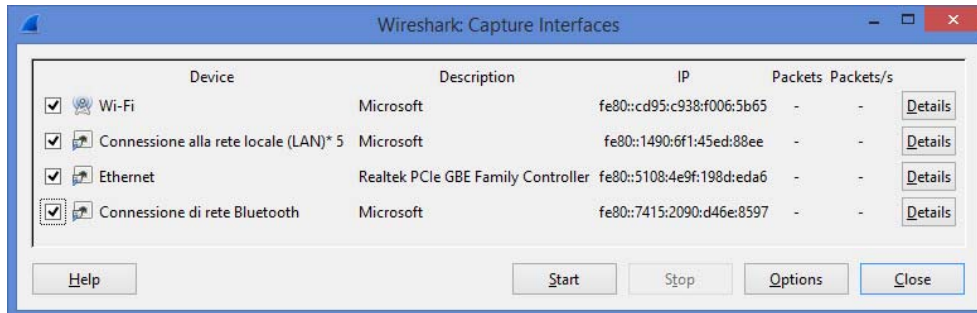 Wireshark: Capture Interfaces
Device Description IP Packets Packets/s
Wi-Fi Microsoft fe80::cd95:c938:f006:5b65 - - Details
Connessione alla rete locale (LAN)* 5 Microsoft fe80::1490:6f1:45ed:88ee - - Details
Ethernet Realtek PCIe GBE Family Controller fe80::5108:4e9f:198d:eda6 - - Details
Connessione di rete Bluetooth Microsoft fe80::7415:2090:d46e:8597 - - Details
Help Start Stop Options Close